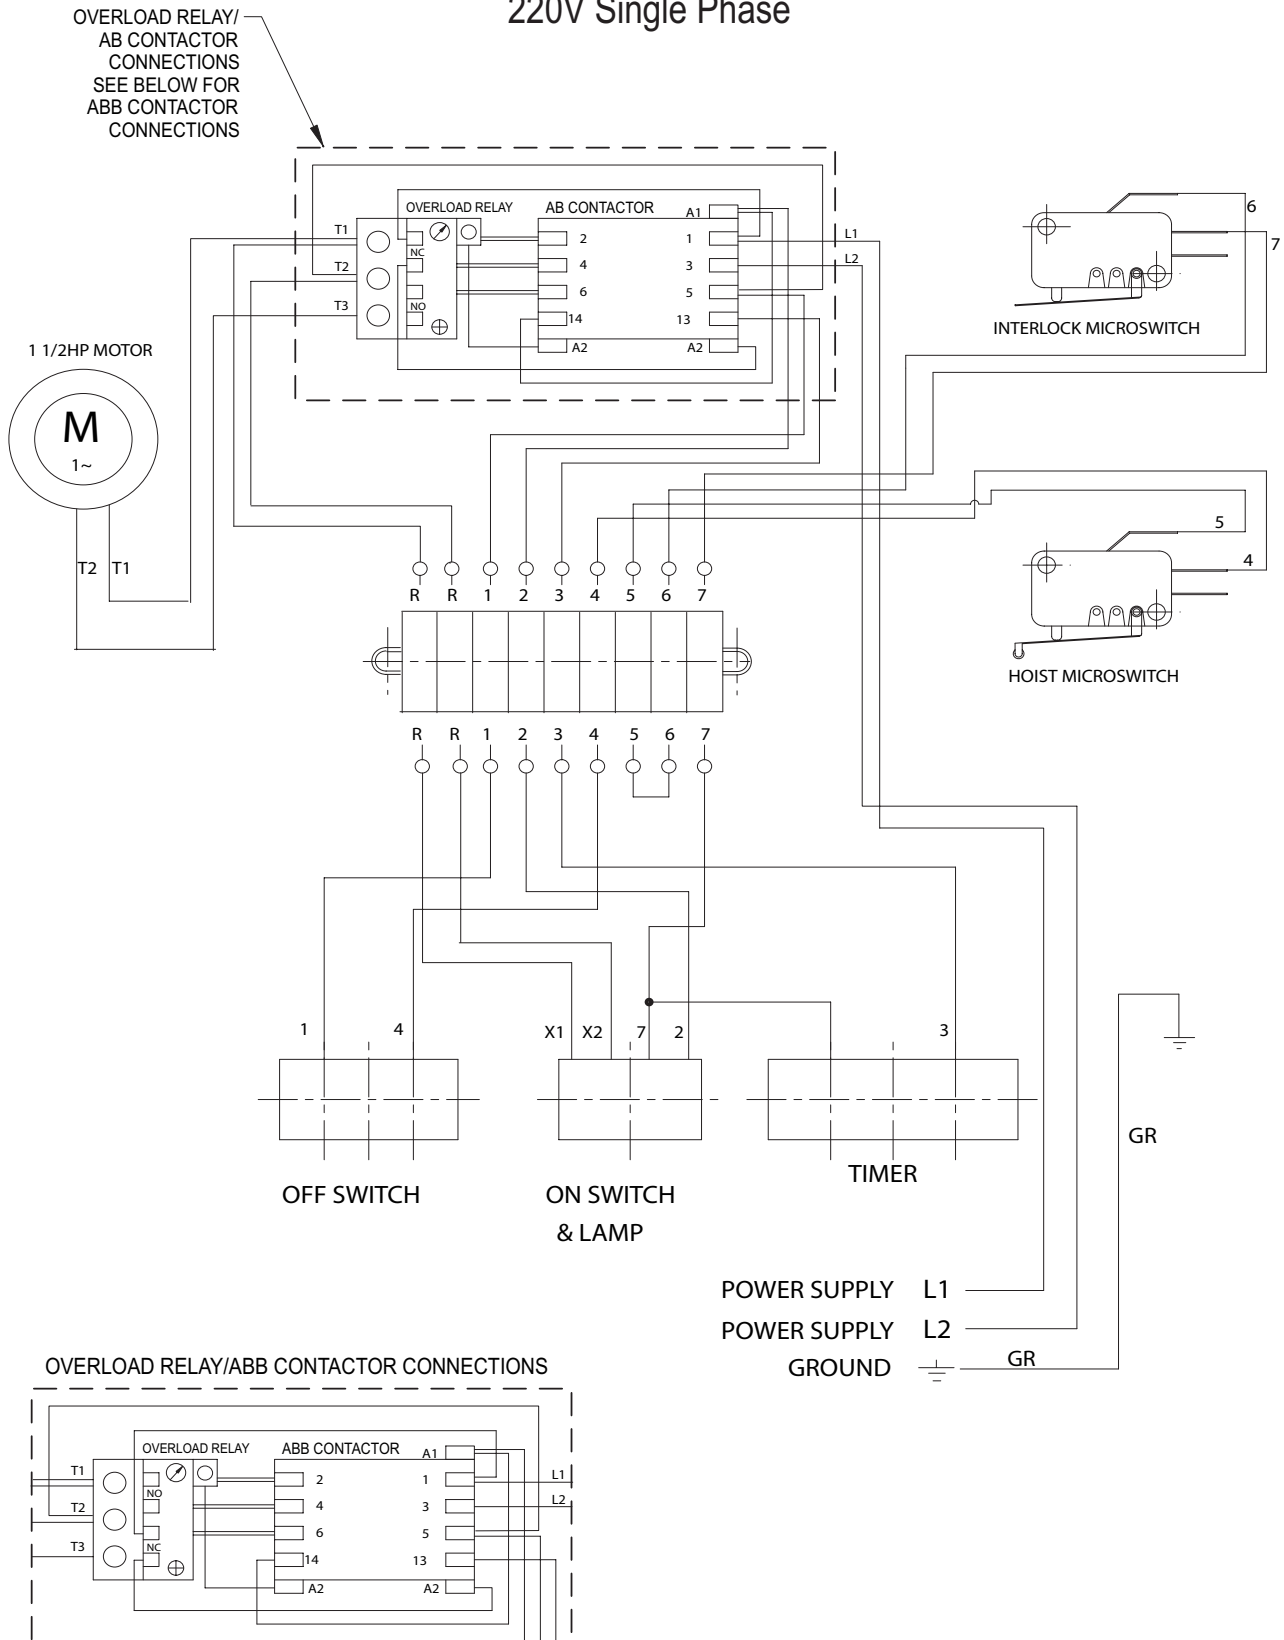 220V Single Phase
OVERLOAD RELAY/
AB CONTACTOR
CONNECTIONS
SEE BELOW FOR
ABB CONTACTOR
CONNECTIONS
OVERLOAD RELAY
AB CONTACTOR
A1
T1
2
1
L1
NC
T2
4
3
L2
6
5
T3
NO
14
13
A2
A2
6
7
INTERLOCK MICROSWITCH
1 1/2HP MOTOR
M
1~
T2
T1
5
4
HOIST MICROSWITCH
R R 1 2 3 4 5 6 7
R R 1 2 3 4 5 6 7
1
4
X1
X2
7
2
3
OFF SWITCH
ON SWITCH
& LAMP
TIMER
GR
POWER SUPPLY L1
POWER SUPPLY L2
GROUND
GR
OVERLOAD RELAY/ABB CONTACTOR CONNECTIONS
OVERLOAD RELAY
ABB CONTACTOR
A1
T1
2
1
L1
NO
T2
4
3
L2
6
5
T3
NC
14
13
A2
A2